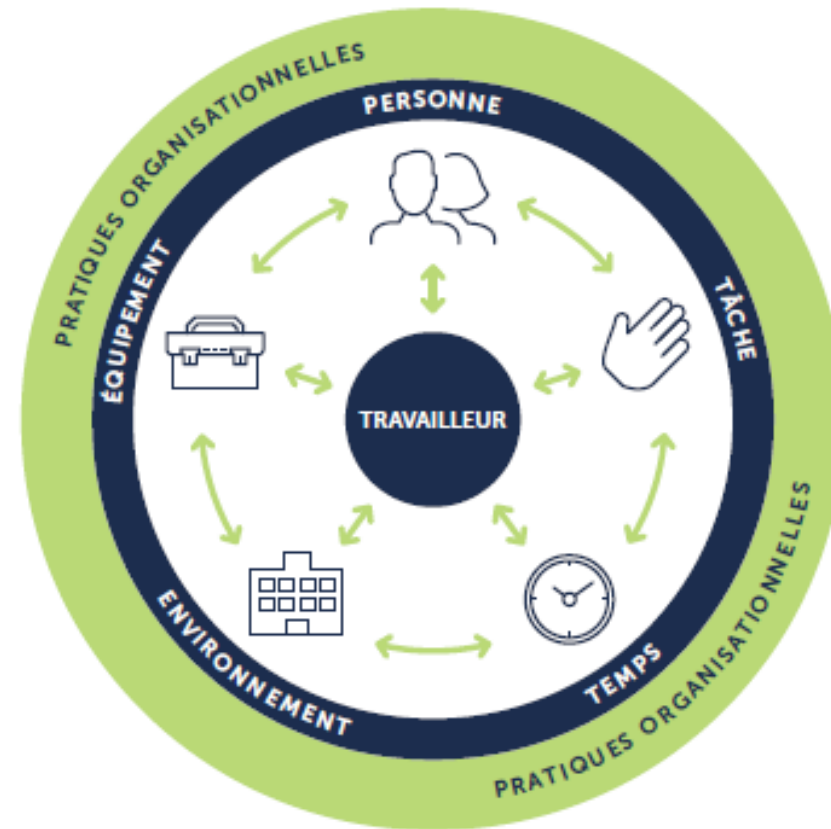 PRATIQUES ORGANISATIONNELLES
PERSONNE
ÉQUIPEMENT
TÂCHE
TRAVAILLEUR
ENVIRONNEMENT
TEMPS
PRATIQUES ORGANISATIONNELLES